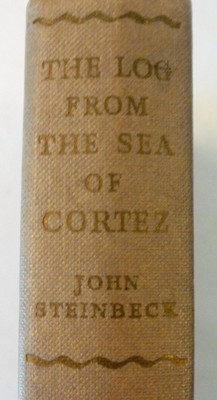 THE LOG
FROM
THE SEA
OF
CORTEZ
JOHN
STEINBECK